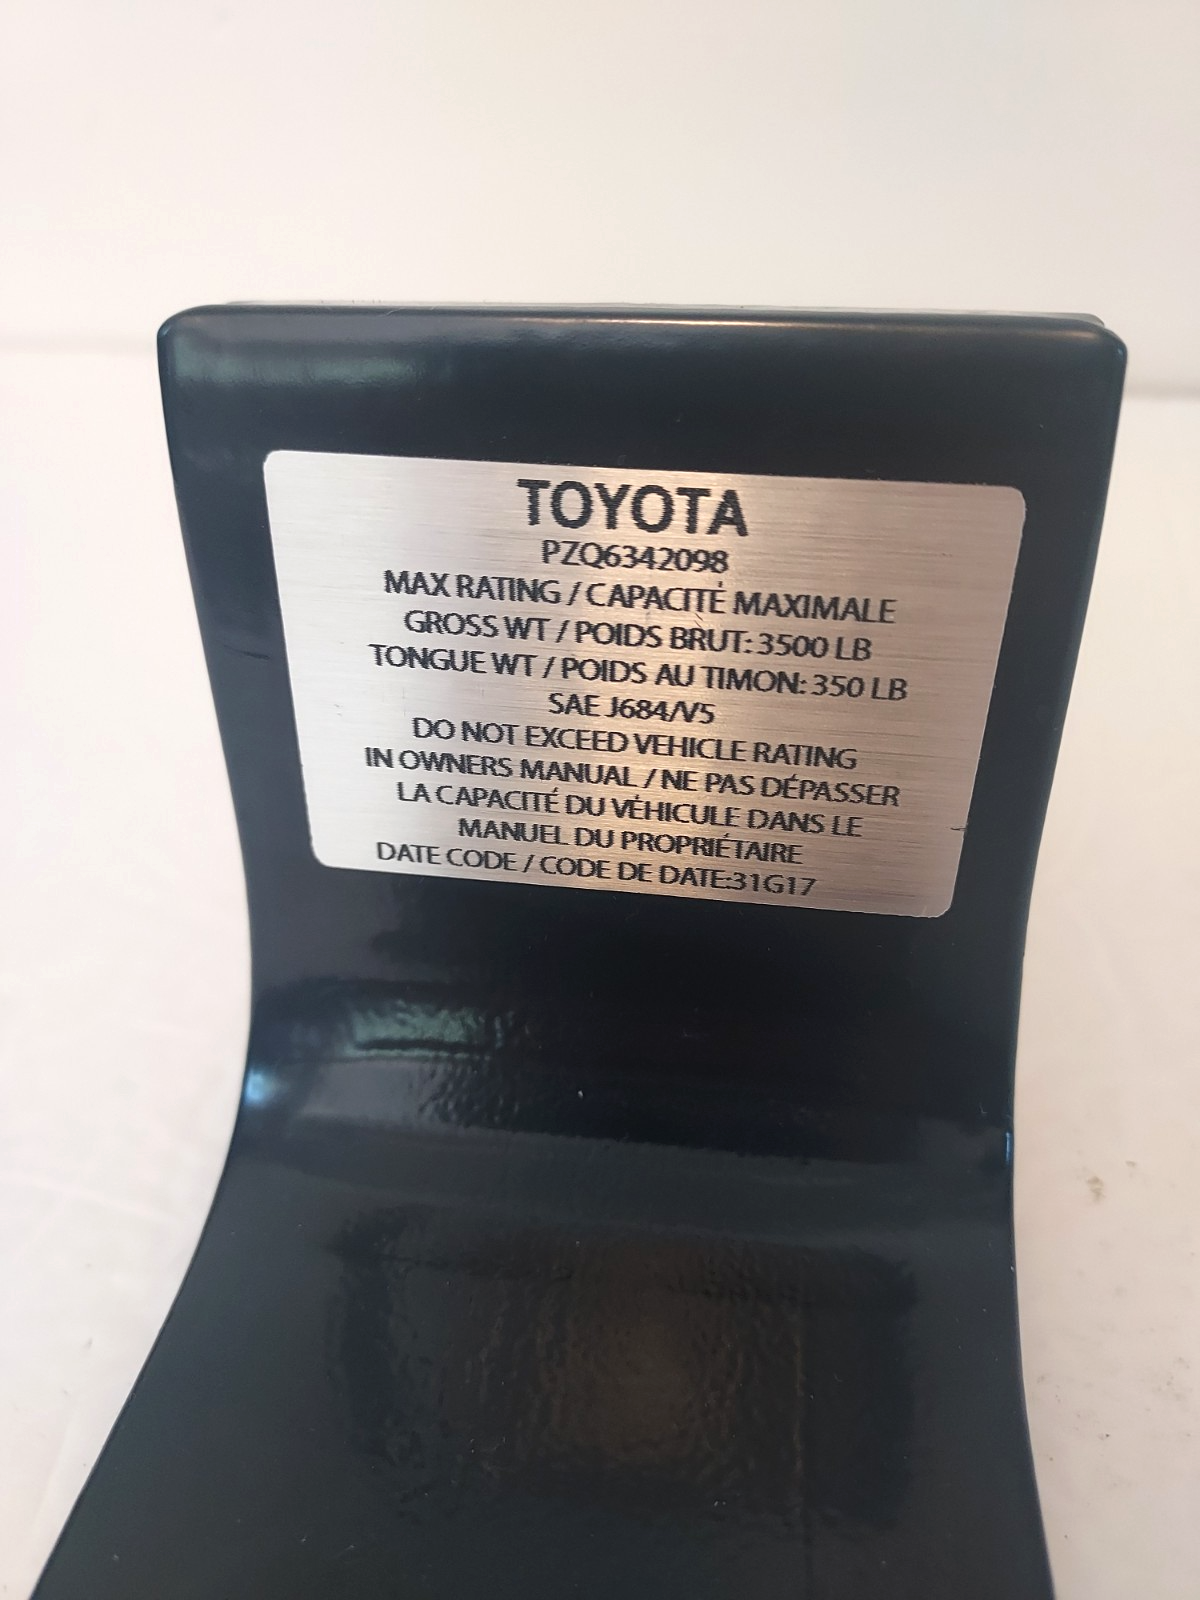 TOYOTA
PZQ6342098
MAX RATING / CAPACITÉ MAXIMALE
GROSS WT / POIDS BRUT: 3500 LB
TONGUE WT / POIDS AU TIMON: 350 LB
SAE J684/V5
DO NOT EXCEED VEHICLE RATING
IN OWNERS MANUAL / NE PAS DÉPASSER
LA CAPACITÉ DU VÉHICULE DANS LE
MANUEL DU PROPRIÉTAIRE
DATE CODE / CODE DE DATE:31G17